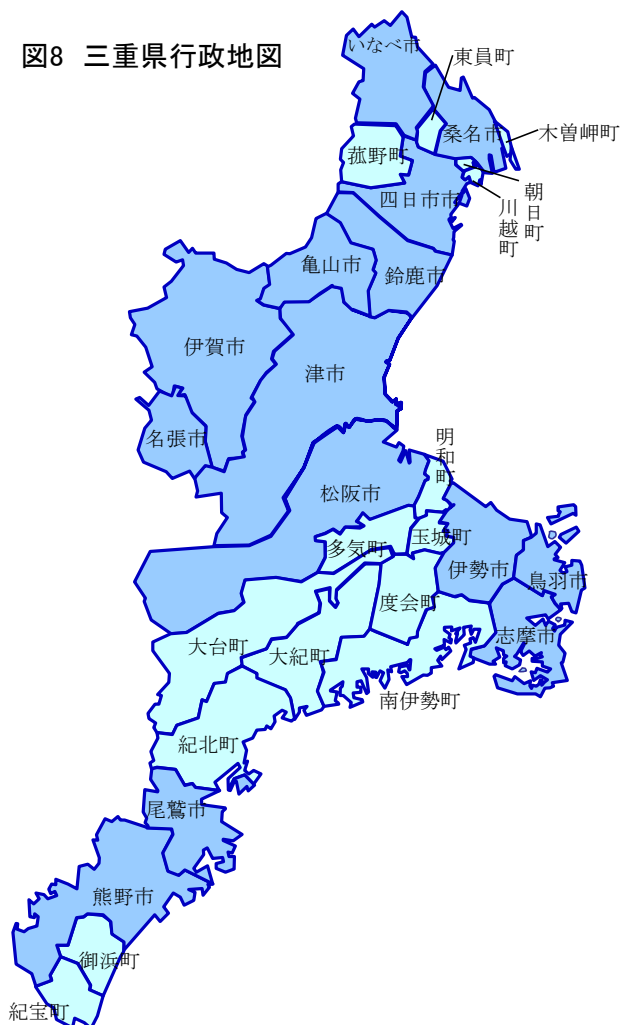 図8 三重県行政地図
いなべ市
東員町
桑名市
木曽岬町
菰野町
朝日町
四日市市
川越町
亀山市
鈴鹿市
伊賀市
津市
名張市
明和町
松阪市
多気町
玉城町
伊勢市
鳥羽市
度会町
志摩市
大台町
大紀町
南伊勢町
紀北町
尾鷲市
熊野市
御浜町
紀宝町